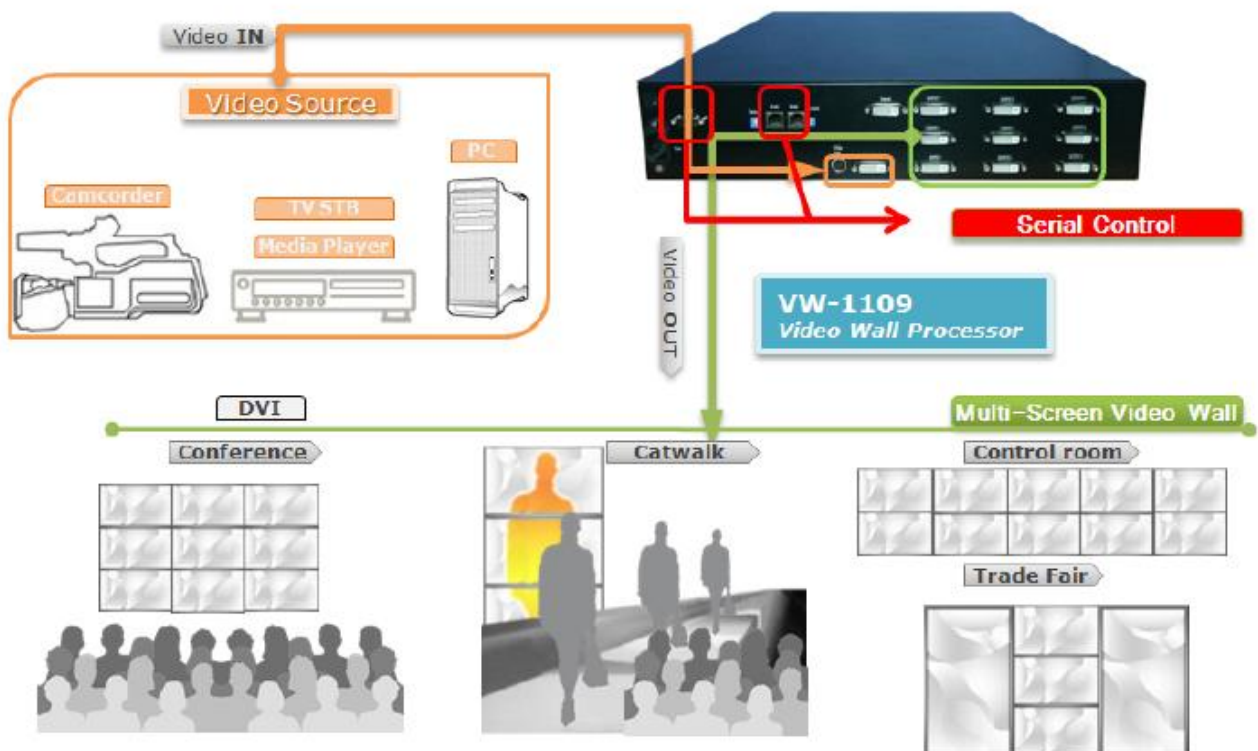 Video IN
Video Source
PC
Camcorder
TV STB
Media Player
Serial Control
Video OUT
VW-1109
Video Wall Processor
DVI
Multi-Screen Video Wall
Conference
Catwalk
Control room
Trade Fair